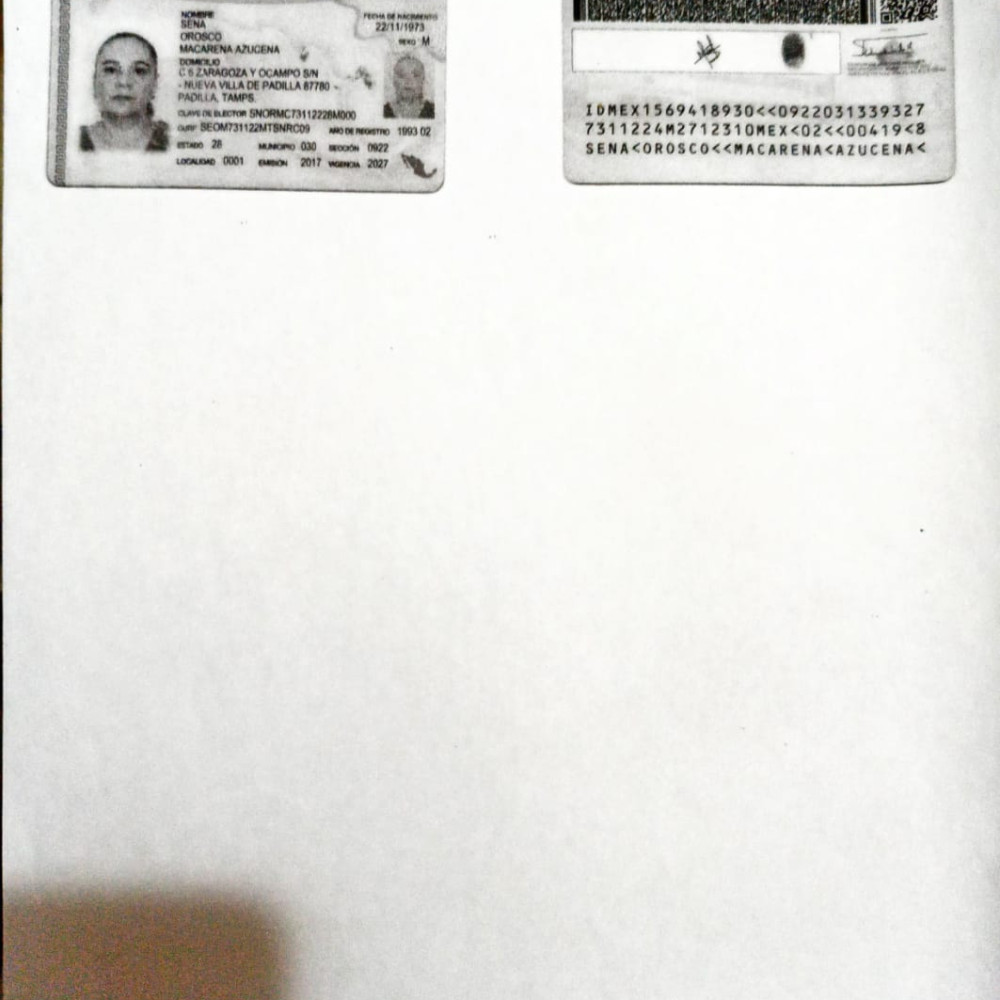 NOMBRE
SENA
OROSCO
MACARENA AZUCENA
FECHA DE NACIMIENTO
22/11/1973
SEXO M
DOMICILIO
C 5 ZARAGOZA Y OCAMPO S/N
- NUEVA VILLA DE PADILLA 87780 -
PADILLA, TAMPS.
CLAVE DE ELECTOR SNORMC73112228M000
CURP SEOM731122MTSNRC09 AÑO DE REGISTRO 1993 02
ESTADO 28 MUNICIPIO 030 SECCIÓN 0922
LOCALIDAD 0001 EMISIÓN 2017 VIGENCIA 2027
IDMEX1569418930<<0922031339327
7311224M2712310MEX<02<<00419<8
SENA<OROSCO<<MACARENA<AZUCENA<